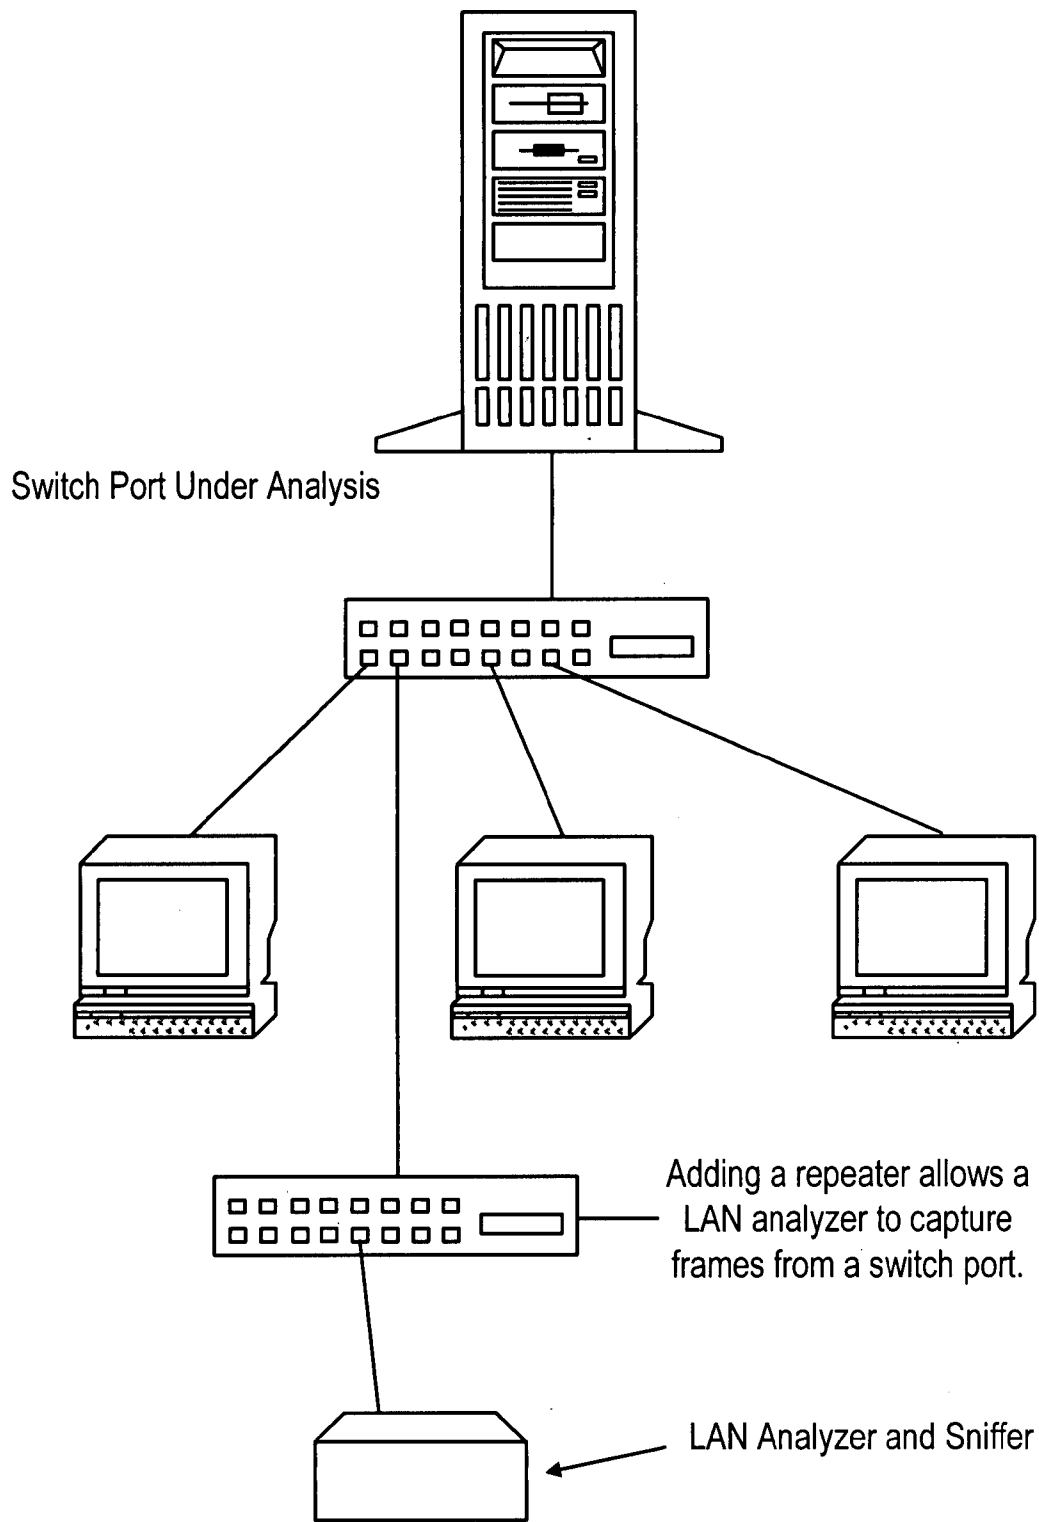 Switch Port Under Analysis
Adding a repeater allows a
LAN analyzer to capture
frames from a switch port.
LAN Analyzer and Sniffer